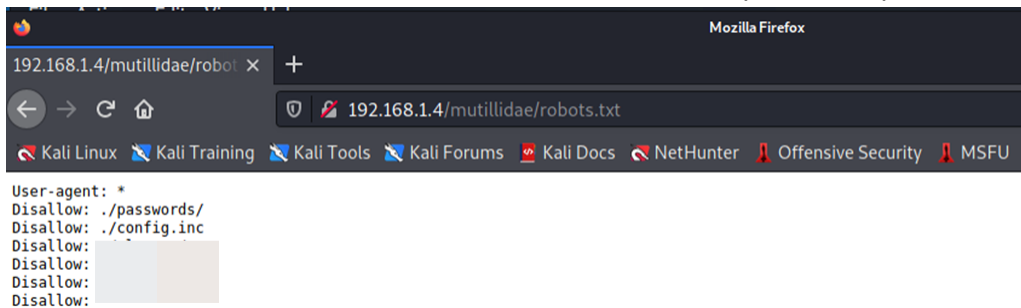 Mozilla Firefox
192.168.1.4/mutillidae/robot
192.168.1.4/mutillidae/robots.txt
Kali Linux Kali Training Kali Tools Kali Forums Kali Docs NetHunter Offensive Security MSFU
User-agent: *
Disallow: ./passwords/
Disallow: ./config.inc
Disallow:
Disallow:
Disallow:
Disallow: